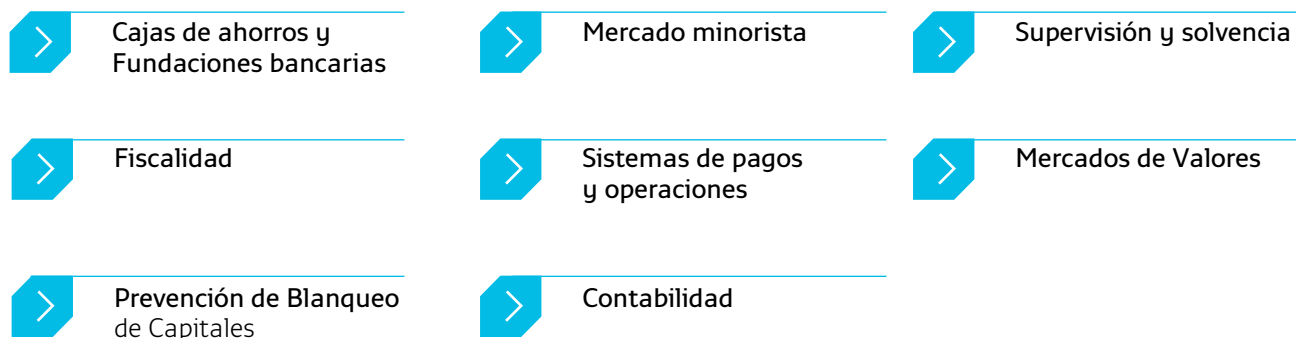 Cajas de ahorros y
Fundaciones bancarias
Mercado minorista
Supervisión y solvencia
Fiscalidad
Sistemas de pagos
y operaciones
Mercados de Valores
Prevención de Blanqueo
de Capitales
Contabilidad